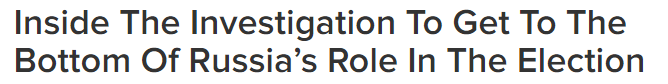 Inside The Investigation To Get To The
Bottom Of Russia’s Role In The Election